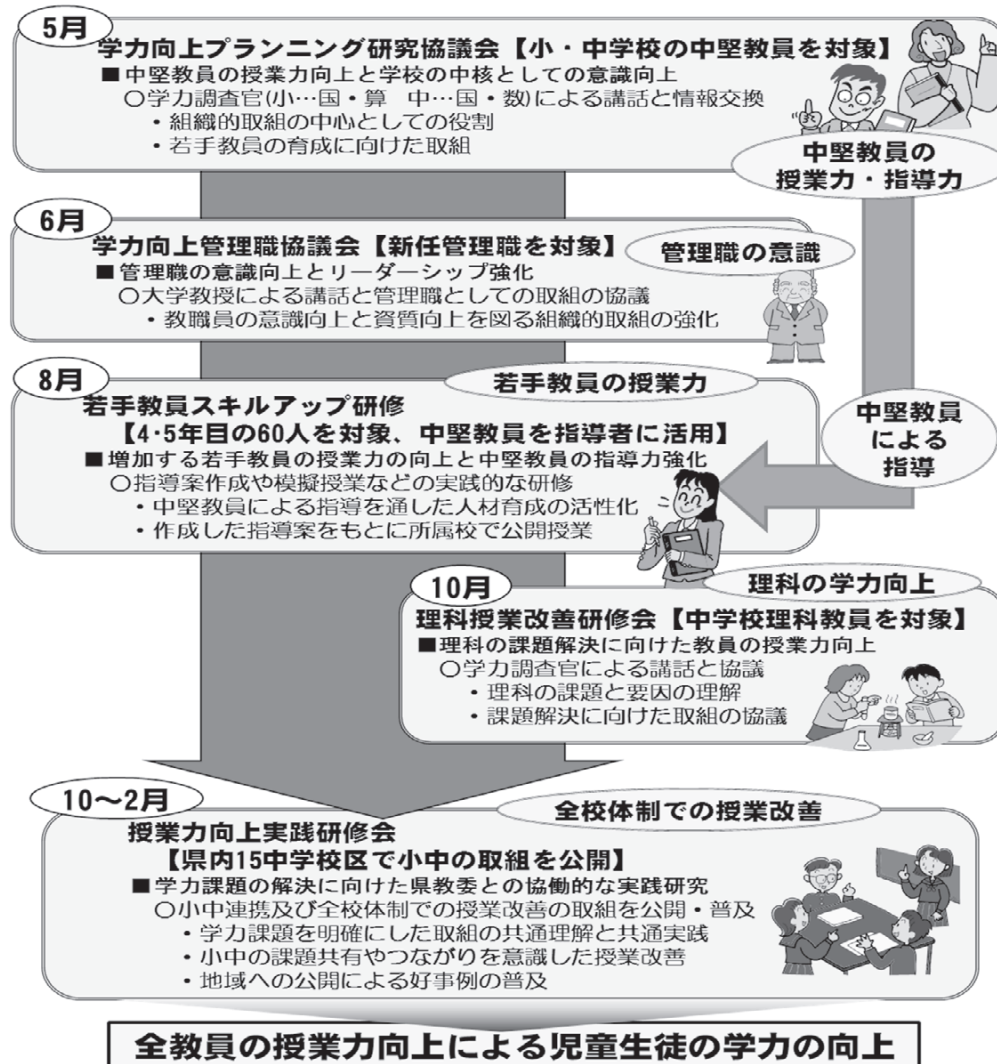 5月
学力向上プランニング研究協議会【小・中学校の中堅教員を対象】
■中堅教員の授業力向上と学校の中核としての意識向上
○学力調査官(小…国・算 中…国・数)による講話と情報交換
・組織的取組の中心としての役割
・若手教員の育成に向けた取組
中堅教員の
授業力・指導力
6月
学力向上管理職協議会【新任管理職を対象】
管理職の意識
■管理職の意識向上とリーダーシップ強化
○大学教授による講話と管理職としての取組の協議
・教職員の意識向上と資質向上を図る組織的取組の強化
8月
若手教員の授業力
若手教員スキルアップ研修
【4・5年目の60人を対象、中堅教員を指導者に活用】
■増加する若手教員の授業力の向上と中堅教員の指導力強化
○指導案作成や模擬授業などの実践的な研修
・中堅教員による指導を通した人材育成の活性化
・作成した指導案をもとに所属校で公開授業
中堅教員
による
指導
10月
理科の学力向上
理科授業改善研修会【中学校理科教員を対象】
■理科の課題解決に向けた教員の授業力向上
○学力調査官による講話と協議
・理科の課題と要因の理解
・課題解決に向けた取組の協議
10～2月
全校体制での授業改善
授業力向上実践研修会
【県内15中学校区で小中の取組を公開】
■学力課題の解決に向けた県教委との協働的な実践研究
○小中連携及び全校体制での授業改善の取組を公開・普及
・学力課題を明確にした取組の共通理解と共通実践
・小中の課題共有やつながりを意識した授業改善
・地域への公開による好事例の普及
全教員の授業力向上による児童生徒の学力の向上